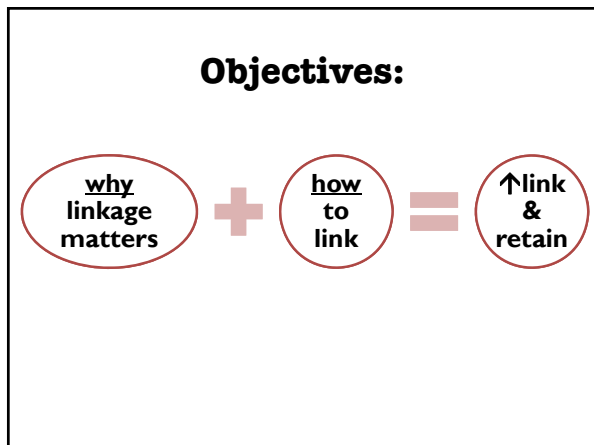 Objectives:
why
linkage
matters
+
how
to
link
=
↑link
&
retain